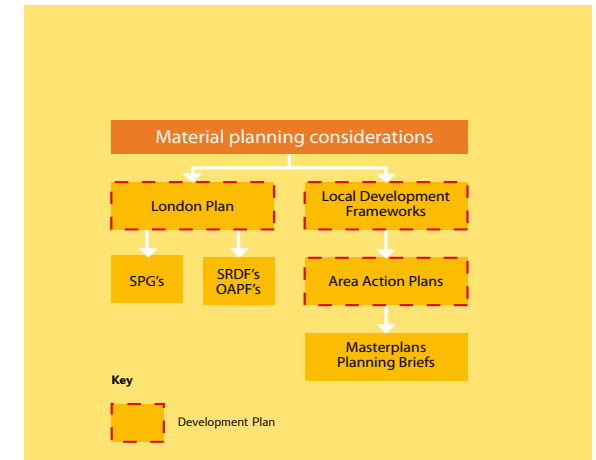 Material planning considerations
London Plan
Local Development
Frameworks
SPG's
SRDF's
OAPF's
Area Action Plans
Masterplans
Planning Briefs
Key
Development Plan